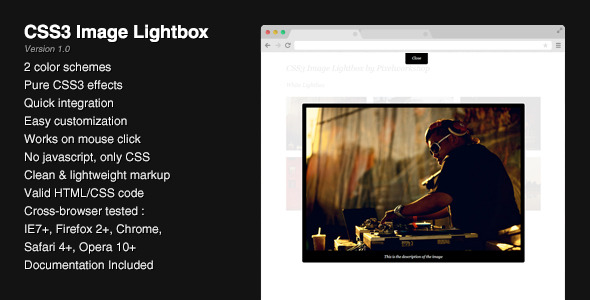 CSS3 Image Lightbox
Version 1.0
2 color schemes
Pure CSS3 effects
Quick integration
Easy customization
Works on mouse click
No javascript, only CSS
Clean & lightweight markup
Valid HTML/CSS code
Cross-browser tested :
IE7+, Firefox 2+, Chrome,
Safari 4+, Opera 10+
Documentation Included
Close
CSS3 Image Lightbox by
This is the description of the image